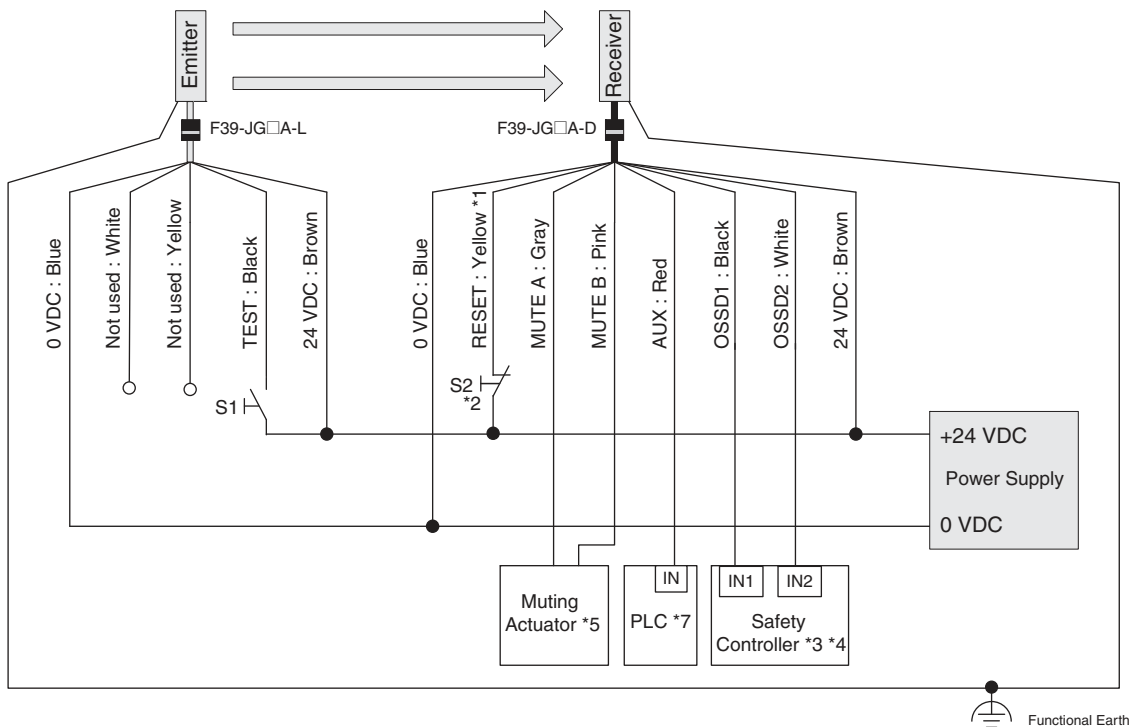 Emitter
Receiver
F39-JG□A-L
F39-JG□A-D
0 VDC : Blue
Not used : White
Not used : Yellow
TEST : Black
24 VDC : Brown
0 VDC : Blue
RESET : Yellow *1
MUTE A : Gray
MUTE B : Pink
AUX : Red
OSSD1 : Black
OSSD2 : White
24 VDC : Brown
S1
S2
*2
+24 VDC
Power Supply
0 VDC
Muting
Actuator *5
IN
PLC *7
IN1
IN2
Safety
Controller *3 *4
Functional Earth